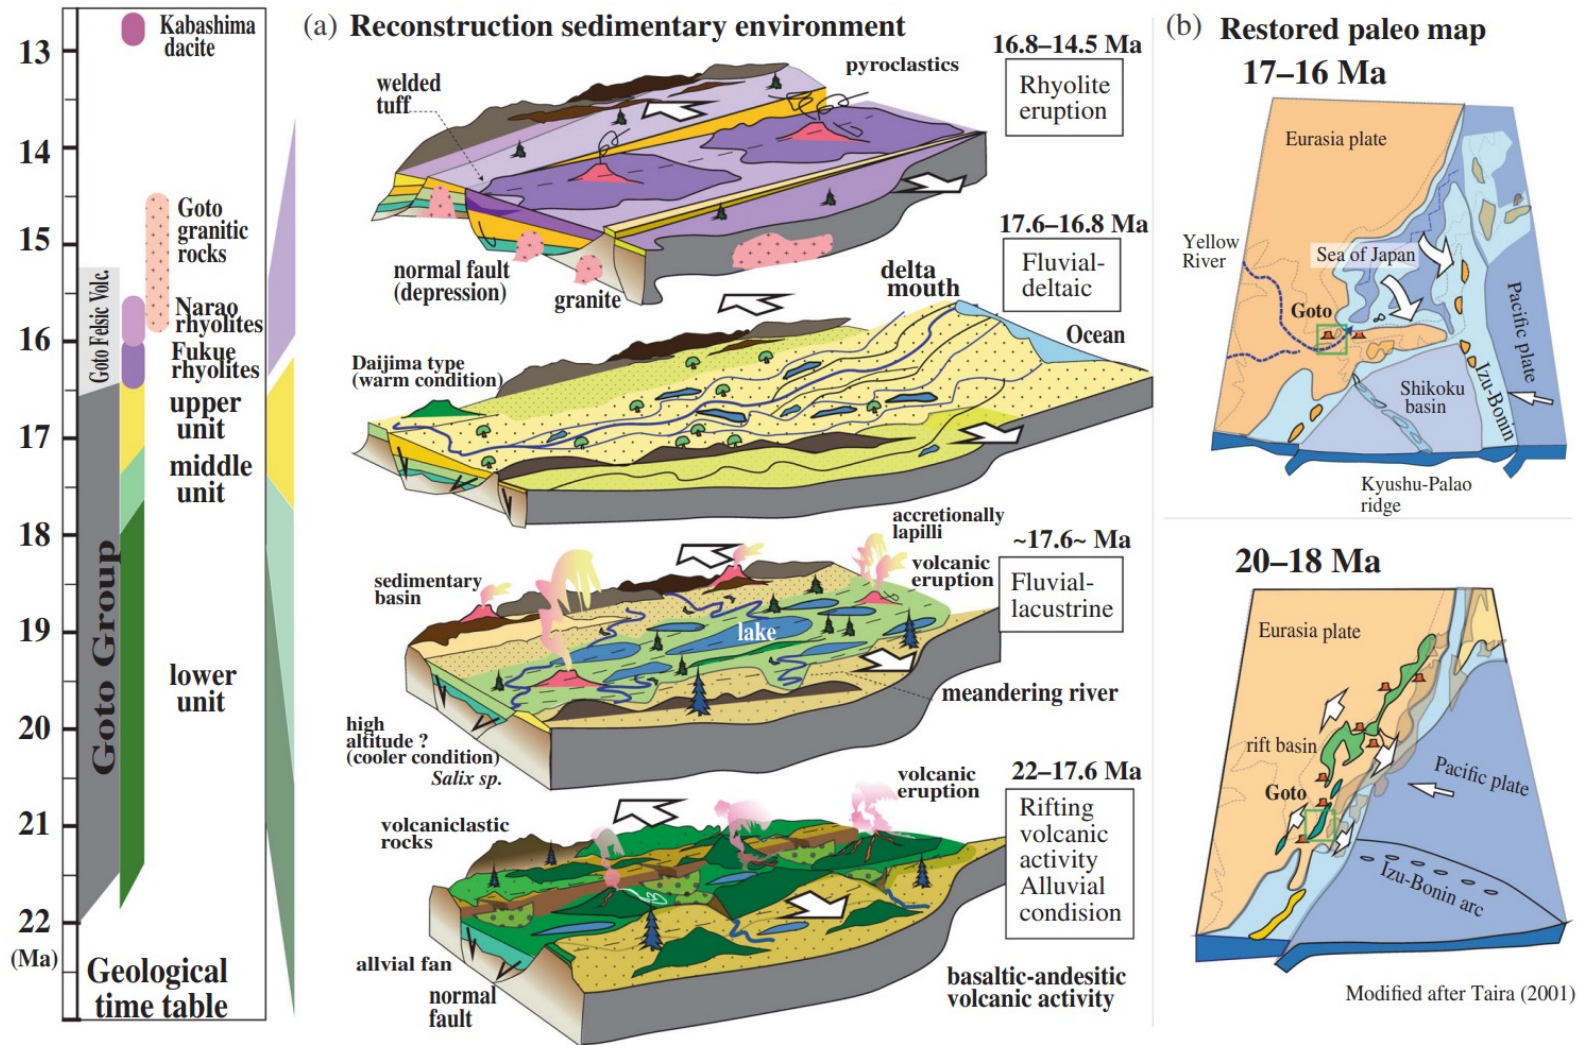 13
14
15
16
17
18
19
20
21
22
(Ma)
Kabashima
dacite
Goto
granitic
rocks
Goto Felsic Volc.
Narao
rhyolites
Fukue
rhyolites
upper
unit
middle
unit
Goto Group
lower
unit
Geological
time table
(a) Reconstruction sedimentary environment
16.8–14.5 Ma
Rhyolite
eruption
pyroclastics
welded
tuff
normal fault
(depression)
granite
17.6–16.8 Ma
Fluvial-
deltaic
delta
mouth
Ocean
Daijima type
(warm condition)
accretionally
lapilli
~17.6~ Ma
Fluvial-
lacustrine
volcanic
eruption
sedimentary
basin
lake
meandering river
high
altitude ?
(cooler condition)
Salix sp.
22–17.6 Ma
Rifting
volcanic
activity
Alluvial
condision
volcanic
eruption
volcaniclastic
rocks
allvial fan
normal
fault
basaltic-andesitic
volcanic activity
(b) Restored paleo map
17–16 Ma
Eurasia plate
Yellow
River
Sea of Japan
Goto
Pacific plate
Shikoku
basin
Izu-Bonin
Kyushu-Palao
ridge
20–18 Ma
Eurasia plate
rift basin
Goto
Pacific plate
Izu-Bonin
arc
Modified after Taira (2001)